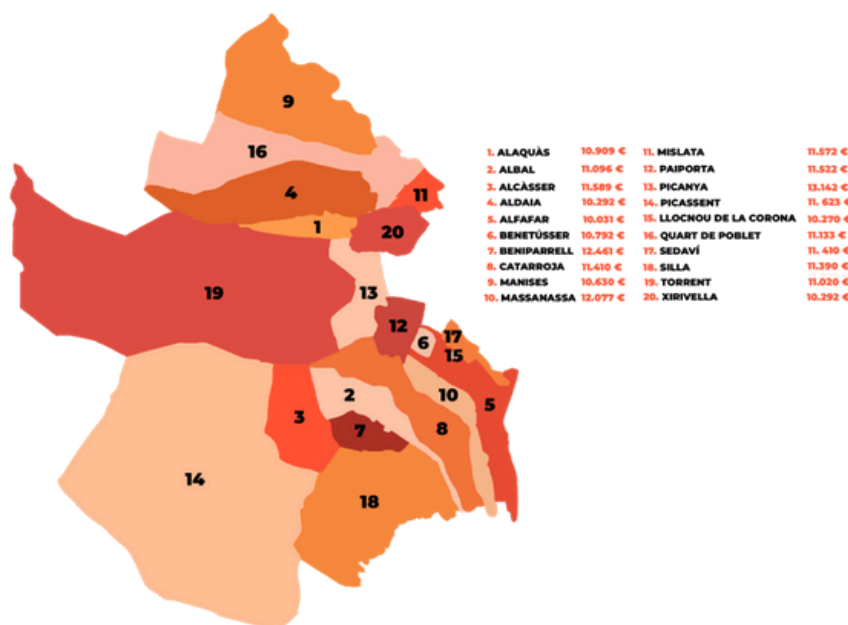 9
16
4
11
1
20
19
13
12
17
6
15
2
10
5
3
8
7
14
18
1. ALAQUÀS 10.909 €
2. ALBAL 11.096 €
3. ALCÀSSER 11.589 €
4. ALDAIA 10.292 €
5. ALFAFAR 10.031 €
6. BENETÚSSER 10.792 €
7. BENIPARRELL 12.461 €
8. CATARROJA 11.410 €
9. MANISES 10.630 €
10. MASSANASSA 12.077 €
11. MISLATA 11.572 €
12. PAIPORTA 11.522 €
13. PICANYA 13.142 €
14. PICASSENT 11. 623 €
15. LLOCNOU DE LA CORONA 10.270 €
16. QUART DE POBLET 11.133 €
17. SEDAVÍ 11. 410 €
18. SILLA 11.390 €
19. TORRENT 11.020 €
20. XIRIVELLA 10.292 €